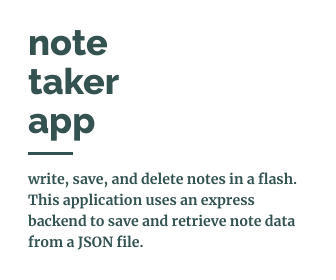 note
taker
app
write, save, and delete notes in a flash.
This application uses an express
backend to save and retrieve note data
from a JSON file.